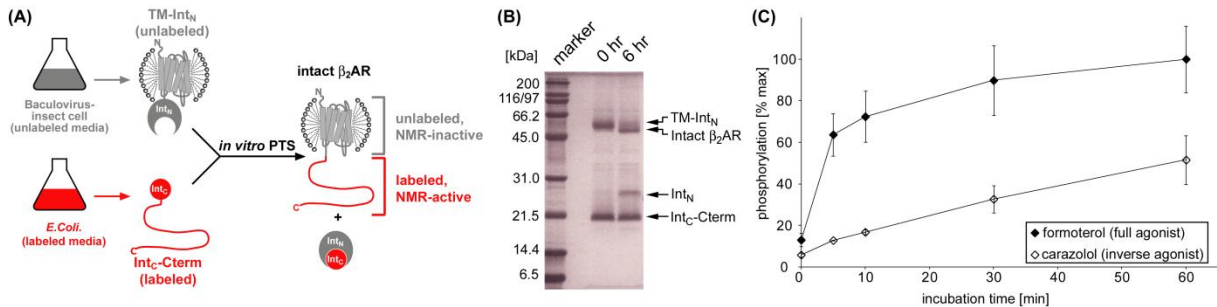 (A)
TM-IntN
(unlabeled)
N
IntN
Baculovirus-
insect cell
(unlabeled media)
in vitro PTS
IntC
C
E.Coli.
(labeled media)
IntC-Cterm
(labeled)
intact β2AR
N
unlabeled,
NMR-inactive
labeled,
NMR-active
C
+
IntN
IntC
(B)
[kDa]
marker
0 hr
6 hr
200
116/97
66.2
45.0
31.0
21.5
14.4
6.5
TM-IntN
Intact β2AR
IntN
IntC-Cterm
(C)
phosphorylation [% max]
100
80
60
40
20
0
0
10
20
30
40
50
60
incubation time [min]
formoterol (full agonist)
carazolol (inverse agonist)